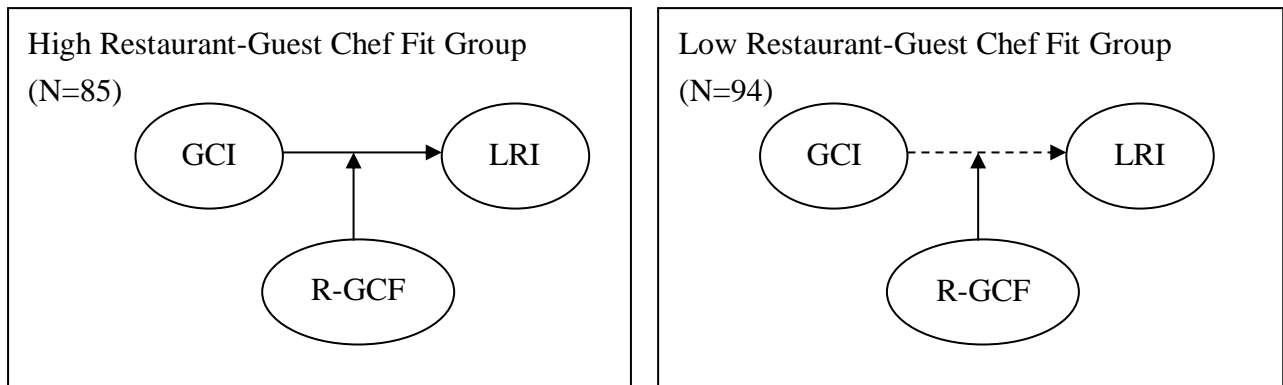 High Restaurant-Guest Chef Fit Group
(N=85)
GCI
LRI
R-GCF
Low Restaurant-Guest Chef Fit Group
(N=94)
GCI
LRI
R-GCF